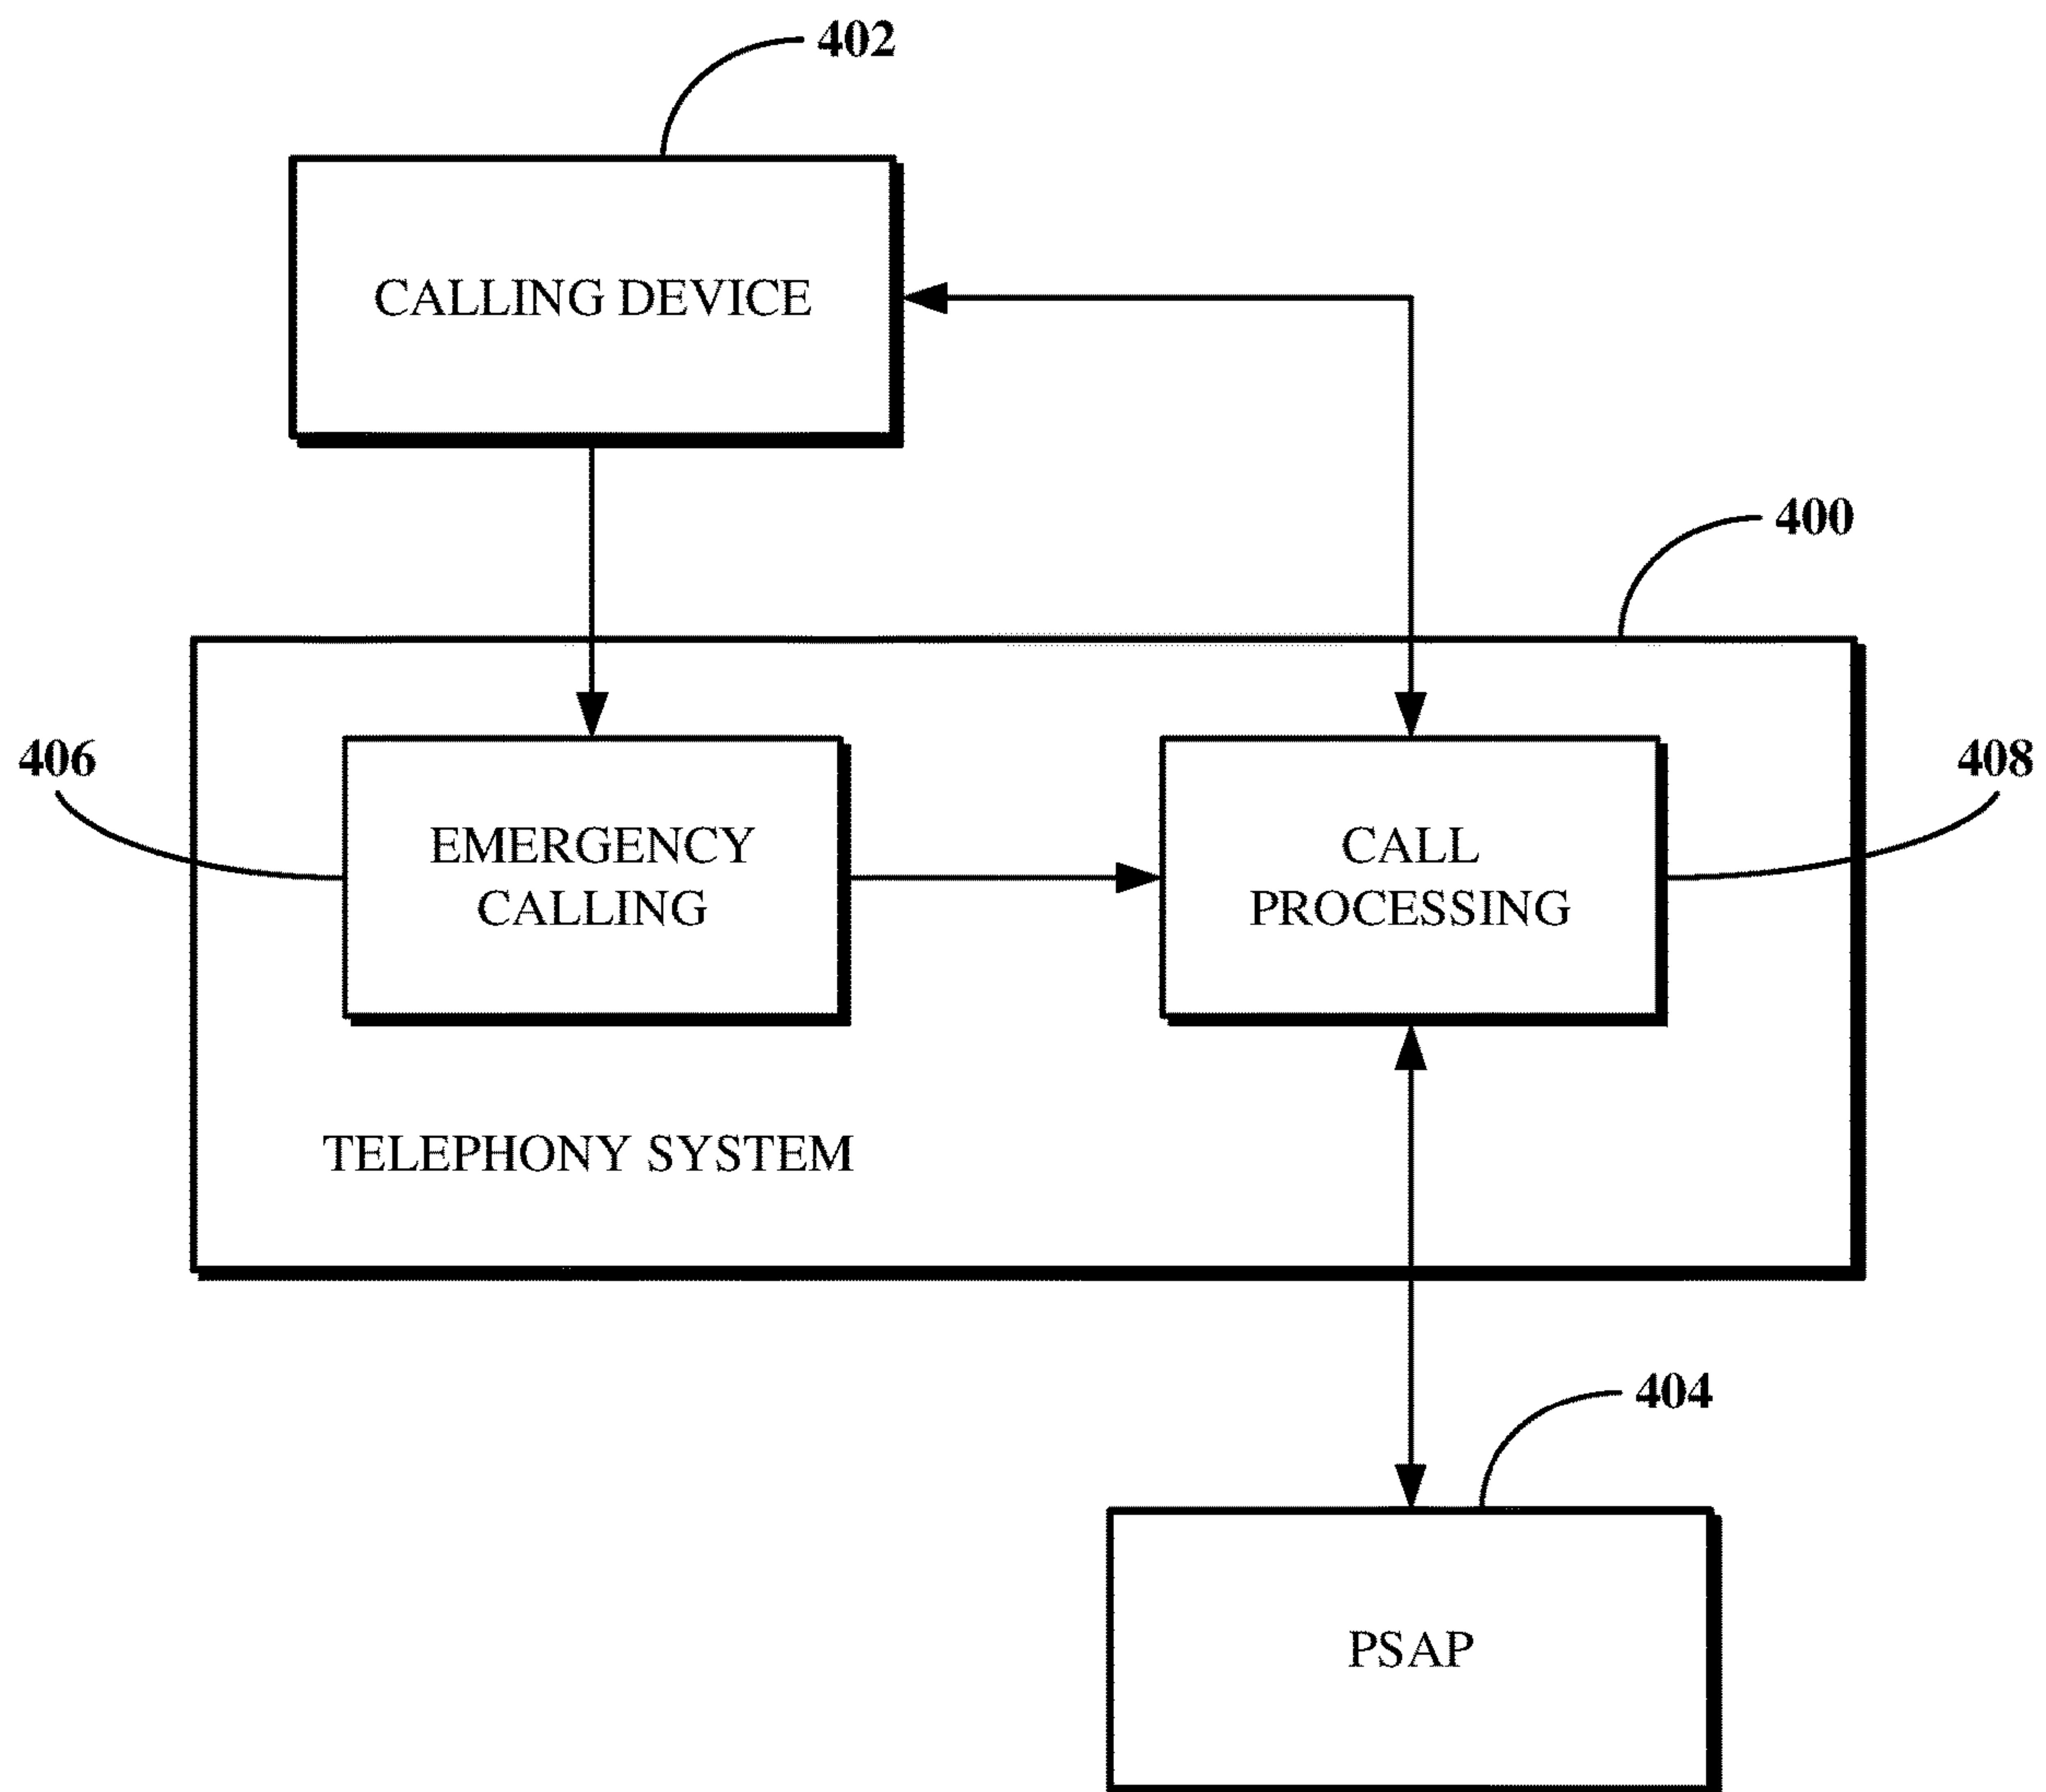 402
CALLING DEVICE
400
406
408
EMERGENCY
CALLING
CALL
PROCESSING
TELEPHONY SYSTEM
404
PSAP